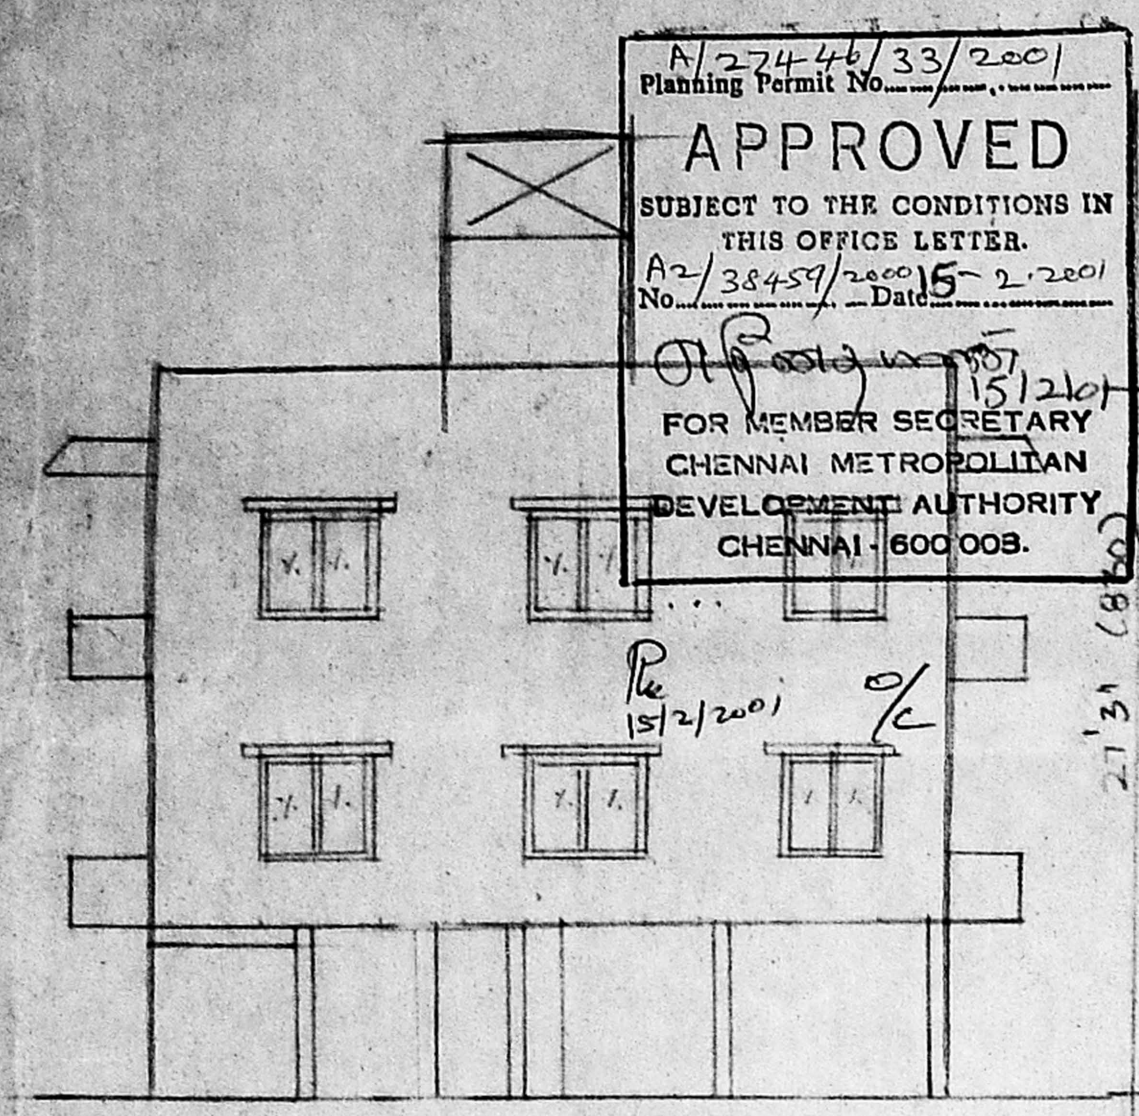 A/27446/33/2001
Planning Permit No.
APPROVED
SUBJECT TO THE CONDITIONS IN
THIS OFFICE LETTER.
A2/38459/2000 15-2-2001
No. Date
15/2/01
FOR MEMBER SECRETARY
CHENNAI METROPOLITAN
DEVELOPMENT AUTHORITY
CHENNAI - 600 003.
15/2/2001
O/C
27'3" (830)